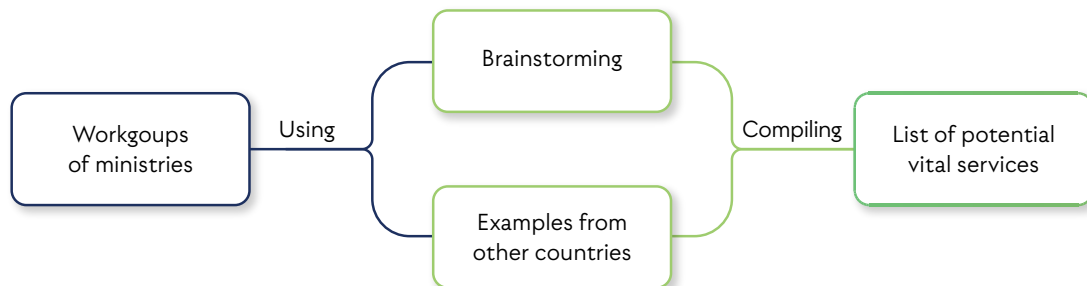 Workgoups
of ministries
Using
Brainstorming
Examples from
other countries
Compiling
List of potential
vital services